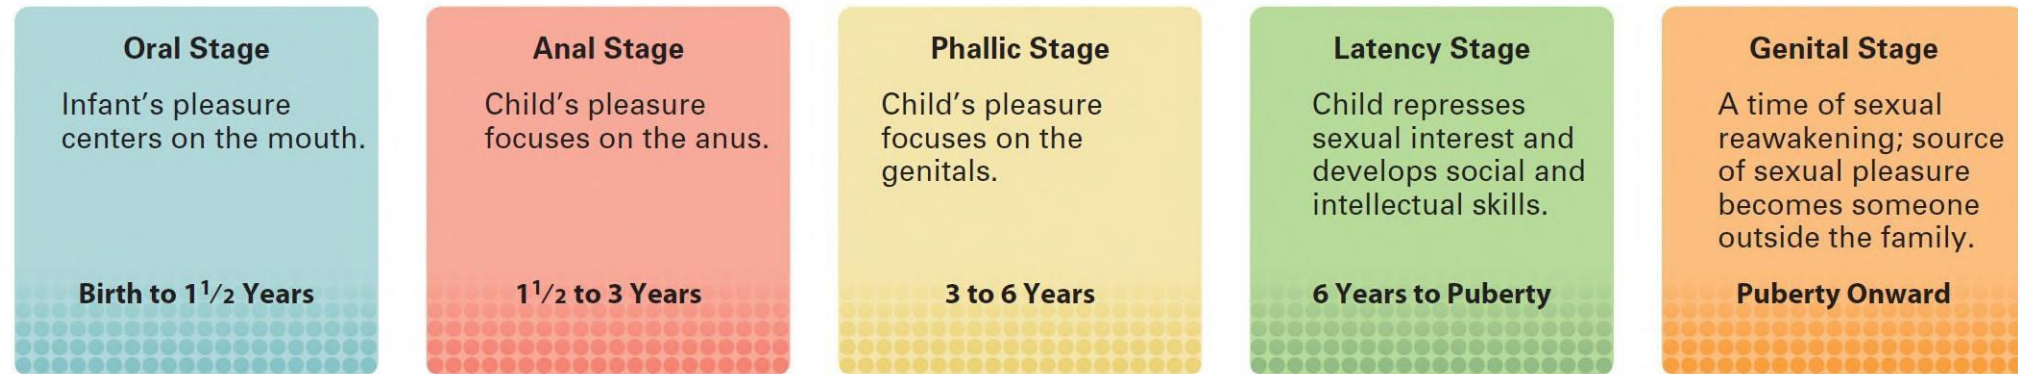 Oral Stage
Infant's pleasure
centers on the mouth.
Birth to 1 1/2 Years
Anal Stage
Child's pleasure
focuses on the anus.
1 1/2 to 3 Years
Phallic Stage
Child's pleasure
focuses on the
genitals.
3 to 6 Years
Latency Stage
Child represses
sexual interest and
develops social and
intellectual skills.
6 Years to Puberty
Genital Stage
A time of sexual
reawakening; source
of sexual pleasure
becomes someone
outside the family.
Puberty Onward